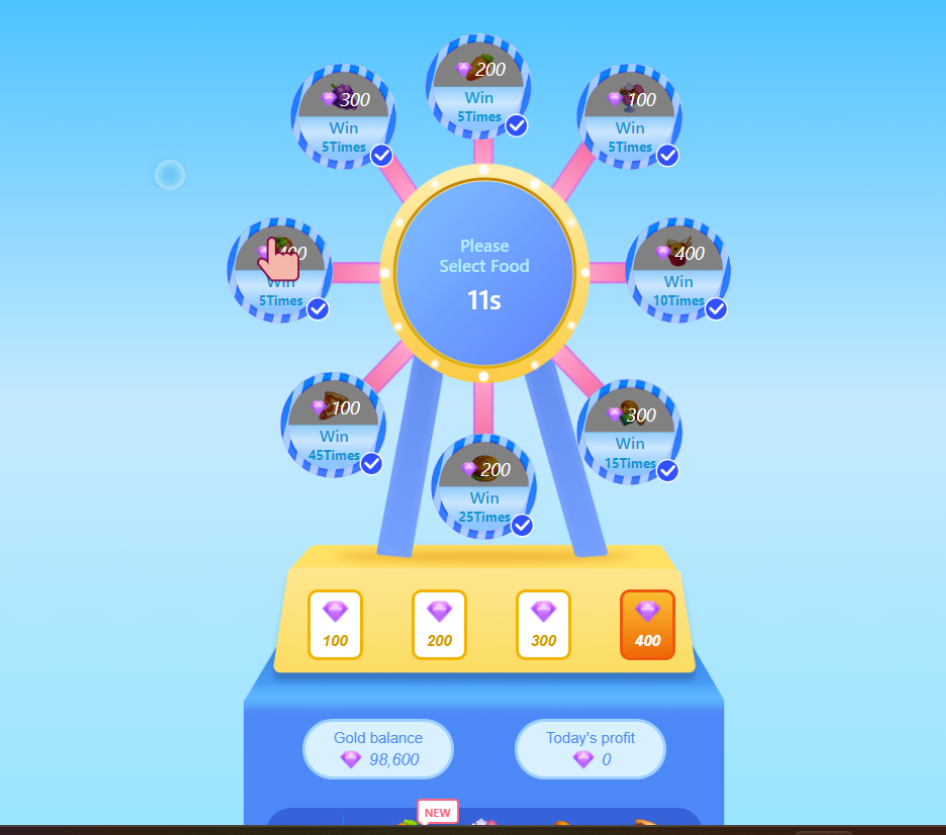 200
Win
5Times
300
Win
5Times
100
Win
5Times
400
Win
5Times
Please
Select Food
11s
400
Win
10Times
100
Win
45Times
300
Win
15Times
200
Win
25Times
100
200
300
400
Gold balance
98,600
Today's profit
0
NEW